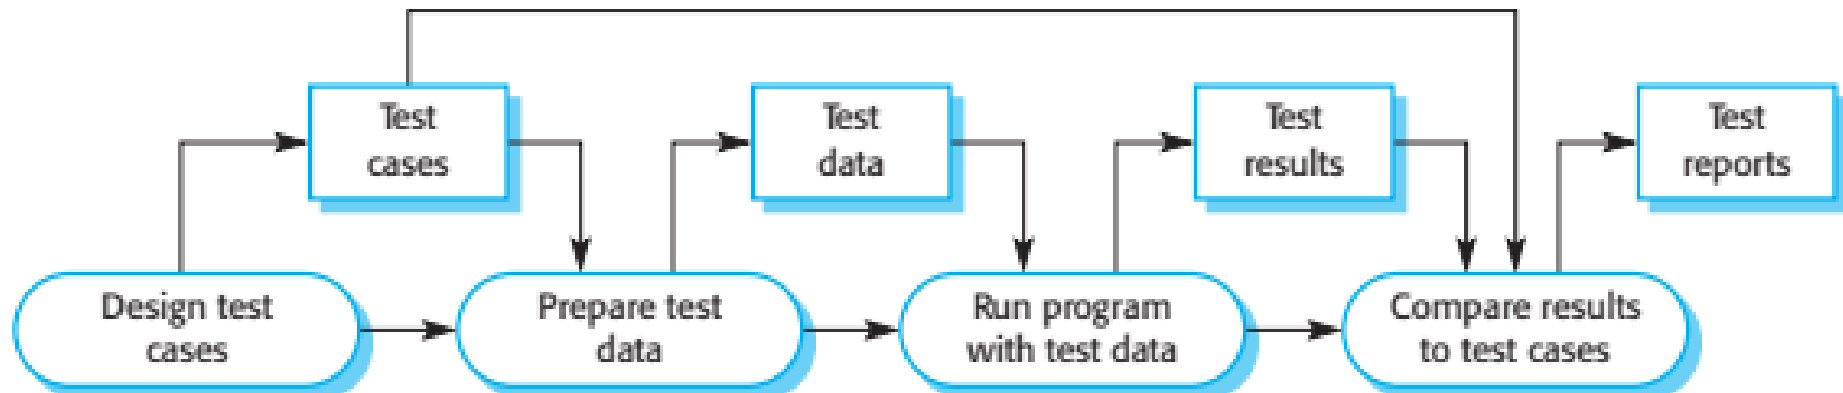 Test
cases
Test
data
Test
results
Test
reports
Design test
cases
Prepare test
data
Run program
with test data
Compare results
to test cases